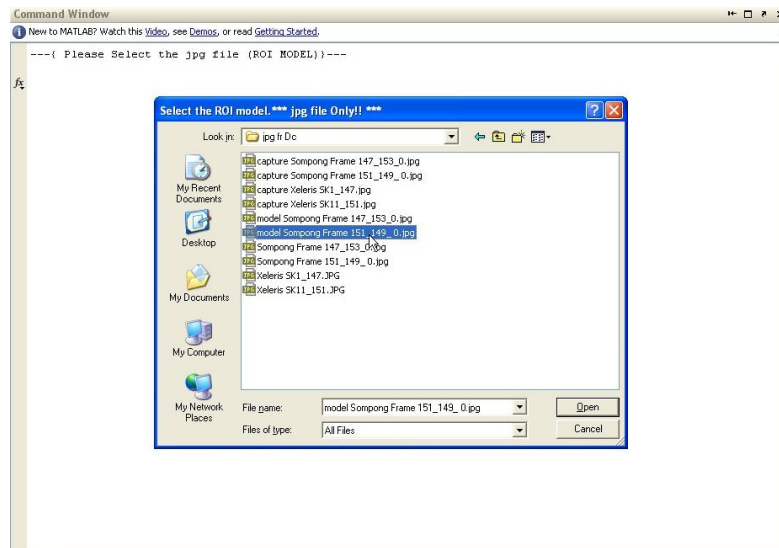 Command Window
New to MATLAB? Watch this Video, see Demos, or read Getting Started.
---{ Please Select the jpg file (ROI MODEL)}---
fx
Select the ROI model.*** jpg file Only!! ***
Look in: jpg fr Dc
capture Sompong Frame 147_153_0.jpg
capture Sompong Frame 151_149_ 0.jpg
capture Xeleris SK1_147.jpg
capture Xeleris SK11_151.jpg
model Sompong Frame 147_153_0.jpg
model Sompong Frame 151_149_ 0.jpg
Sompong Frame 147_153_0.jpg
Sompong Frame 151_149_ 0.jpg
Xeleris SK1_147.JPG
Xeleris SK11_151.JPG
My Recent
Documents
Desktop
My Documents
My Computer
My Network
Places
File name: model Sompong Frame 151_149_ 0.jpg Open
Files of type: All Files Cancel